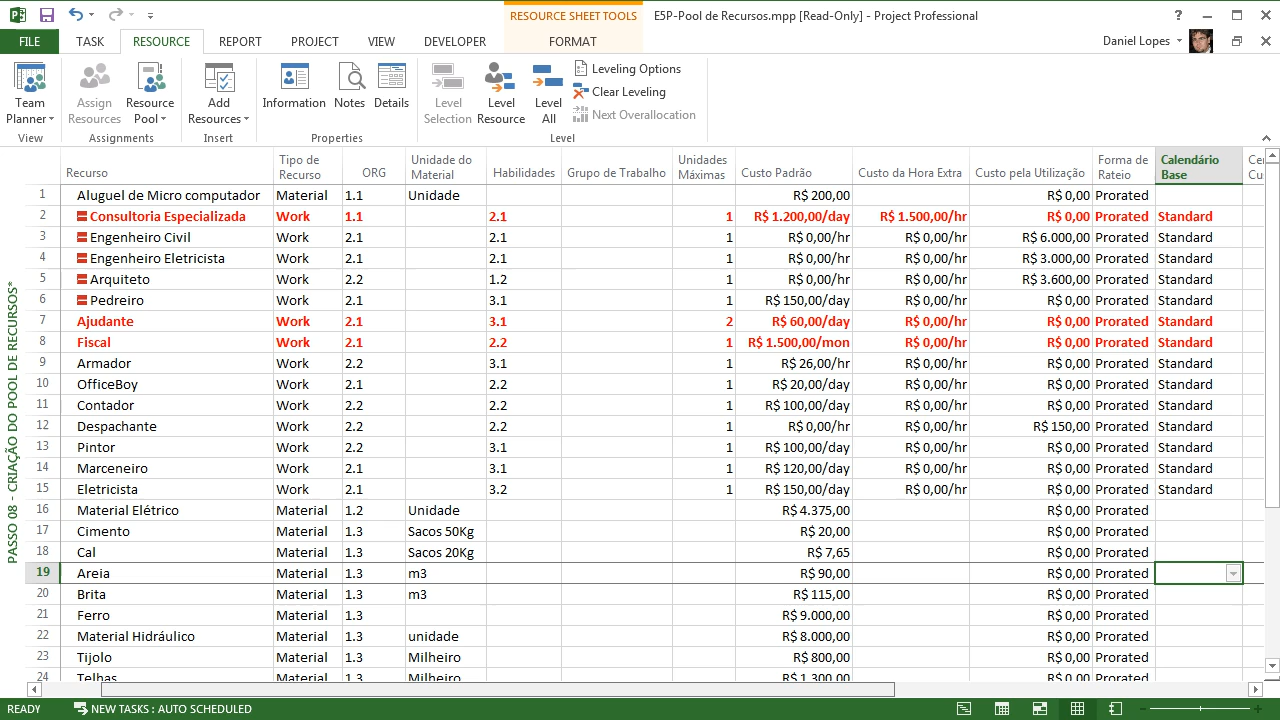 RESOURCE SHEET TOOLS E5P-Pool de Recursos.mpp [Read-Only] - Project Professional
FILE TASK RESOURCE REPORT PROJECT VIEW DEVELOPER FORMAT Daniel Lopes
Team Planner Assign Resources Resource Pool Add Resources Information Notes Details Level Selection Level Resource Level All
Leveling Options
Clear Leveling
Next Overallocation
View Assignments Insert Properties Level
Recurso Tipo de Recurso ORG Unidade do Material Habilidades Grupo de Trabalho Unidades Máximas Custo Padrão Custo da Hora Extra Custo pela Utilização Forma de Rateio Calendário Base Ce Cu
1 Aluguel de Micro computador Material 1.1 Unidade R$ 200,00 R$ 0,00 Prorated
2 Consultoria Especializada Work 1.1 2.1 1 R$ 1.200,00/day R$ 1.500,00/hr R$ 0,00 Prorated Standard
3 Engenheiro Civil Work 2.1 2.1 1 R$ 0,00/hr R$ 0,00/hr R$ 6.000,00 Prorated Standard
4 Engenheiro Eletricista Work 2.1 2.1 1 R$ 0,00/hr R$ 0,00/hr R$ 3.000,00 Prorated Standard
5 Arquiteto Work 2.2 1.2 1 R$ 0,00/hr R$ 0,00/hr R$ 3.600,00 Prorated Standard
6 Pedreiro Work 2.1 3.1 1 R$ 150,00/day R$ 0,00/hr R$ 0,00 Prorated Standard
7 Ajudante Work 2.1 3.1 2 R$ 60,00/day R$ 0,00/hr R$ 0,00 Prorated Standard
8 Fiscal Work 2.1 2.2 1 R$ 1.500,00/mon R$ 0,00/hr R$ 0,00 Prorated Standard
9 Armador Work 2.2 3.1 1 R$ 26,00/hr R$ 0,00/hr R$ 0,00 Prorated Standard
10 OfficeBoy Work 2.1 2.2 1 R$ 20,00/day R$ 0,00/hr R$ 0,00 Prorated Standard
11 Contador Work 2.2 2.2 1 R$ 100,00/day R$ 0,00/hr R$ 0,00 Prorated Standard
12 Despachante Work 2.2 2.2 1 R$ 0,00/hr R$ 0,00/hr R$ 150,00 Prorated Standard
13 Pintor Work 2.2 3.1 1 R$ 100,00/day R$ 0,00/hr R$ 0,00 Prorated Standard
14 Marceneiro Work 2.1 3.1 1 R$ 120,00/day R$ 0,00/hr R$ 0,00 Prorated Standard
15 Eletricista Work 2.1 3.2 1 R$ 150,00/day R$ 0,00/hr R$ 0,00 Prorated Standard
16 Material Elétrico Material 1.2 Unidade R$ 4.375,00 R$ 0,00 Prorated
17 Cimento Material 1.3 Sacos 50Kg R$ 20,00 R$ 0,00 Prorated
18 Cal Material 1.3 Sacos 20Kg R$ 7,65 R$ 0,00 Prorated
19 Areia Material 1.3 m3 R$ 90,00 R$ 0,00 Prorated
20 Brita Material 1.3 m3 R$ 115,00 R$ 0,00 Prorated
21 Ferro Material 1.3 R$ 9.000,00 R$ 0,00 Prorated
22 Material Hidráulico Material 1.3 unidade R$ 8.000,00 R$ 0,00 Prorated
23 Tijolo Material 1.3 Milheiro R$ 800,00 R$ 0,00 Prorated
24 Telhas Material 1.3 Milheiro R$ 1.300,00 R$ 0,00 Prorated
PASSO 08 - CRIAÇÃO DO POOL DE RECURSOS*
READY NEW TASKS : AUTO SCHEDULED